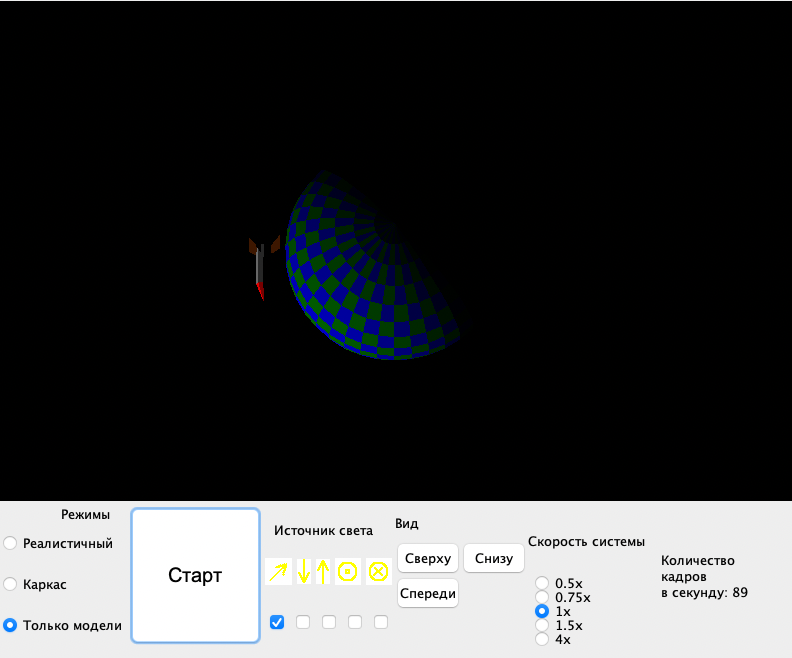 Режимы
Реалистичный
Каркас
Только модели
Старт
Источник света
Вид
Сверху
Снизу
Спереди
Скорость системы
0.5x
0.75x
1x
1.5x
4x
Количество
кадров
в секунду: 89